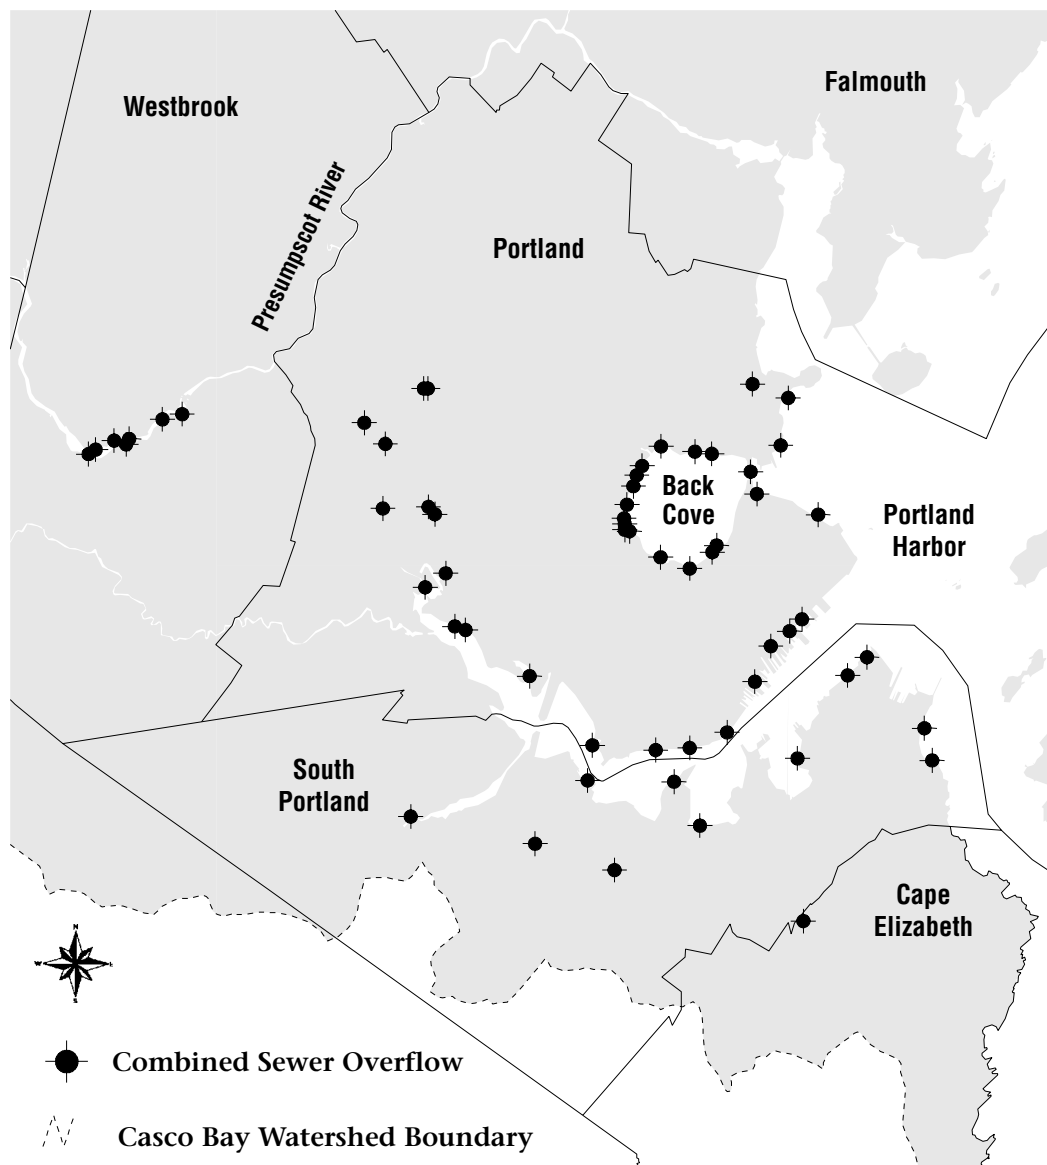 Falmouth
Westbrook
Presumpscot River
Portland
Back
Cove
Portland
Harbor
South
Portland
Cape
Elizabeth
N
W
E
S
Combined Sewer Overflow
Casco Bay Watershed Boundary